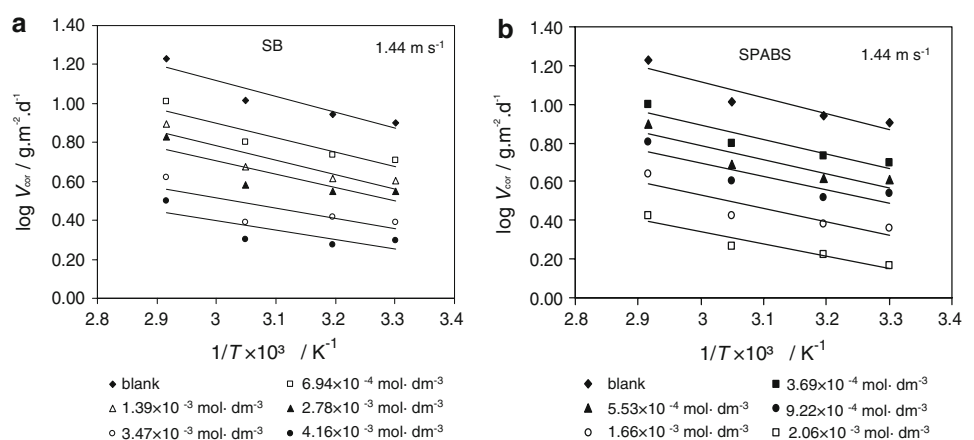 a
SB
1.44 m s⁻¹
1.40
1.20
1.00
0.80
0.60
0.40
0.20
0.00
log Vcor / g.m⁻².d⁻¹
2.8 2.9 3 3.1 3.2 3.3 3.4
1/T×10³ / K⁻¹
blank 6.94×10⁻⁴ mol· dm⁻³
1.39×10⁻³ mol· dm⁻³ 2.78×10⁻³ mol· dm⁻³
3.47×10⁻³ mol· dm⁻³ 4.16×10⁻³ mol· dm⁻³
b
SPABS
1.44 m s⁻¹
1.40
1.20
1.00
0.80
0.60
0.40
0.20
0.00
log Vcor / g.m⁻².d⁻¹
2.8 2.9 3 3.1 3.2 3.3 3.4
1/T×10³ / K⁻¹
blank 3.69×10⁻⁴ mol· dm⁻³
5.53×10⁻⁴ mol· dm⁻³ 9.22×10⁻⁴ mol· dm⁻³
1.66×10⁻³ mol· dm⁻³ 2.06×10⁻³ mol· dm⁻³